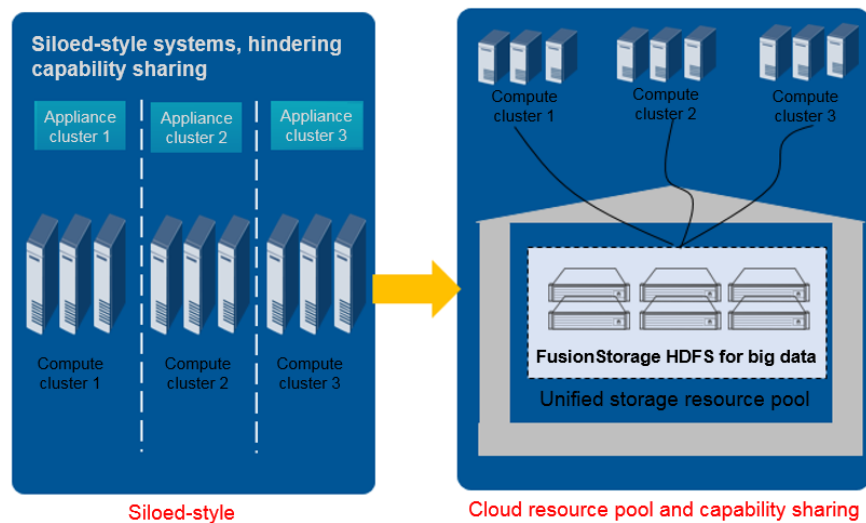 Siloed-style systems, hindering
capability sharing
Appliance
cluster 1
Appliance
cluster 2
Appliance
cluster 3
Compute
cluster 1
Compute
cluster 2
Compute
cluster 3
Siloed-style
Compute
cluster 1
Compute
cluster 2
Compute
cluster 3
FusionStorage HDFS for big data
Unified storage resource pool
Cloud resource pool and capability sharing